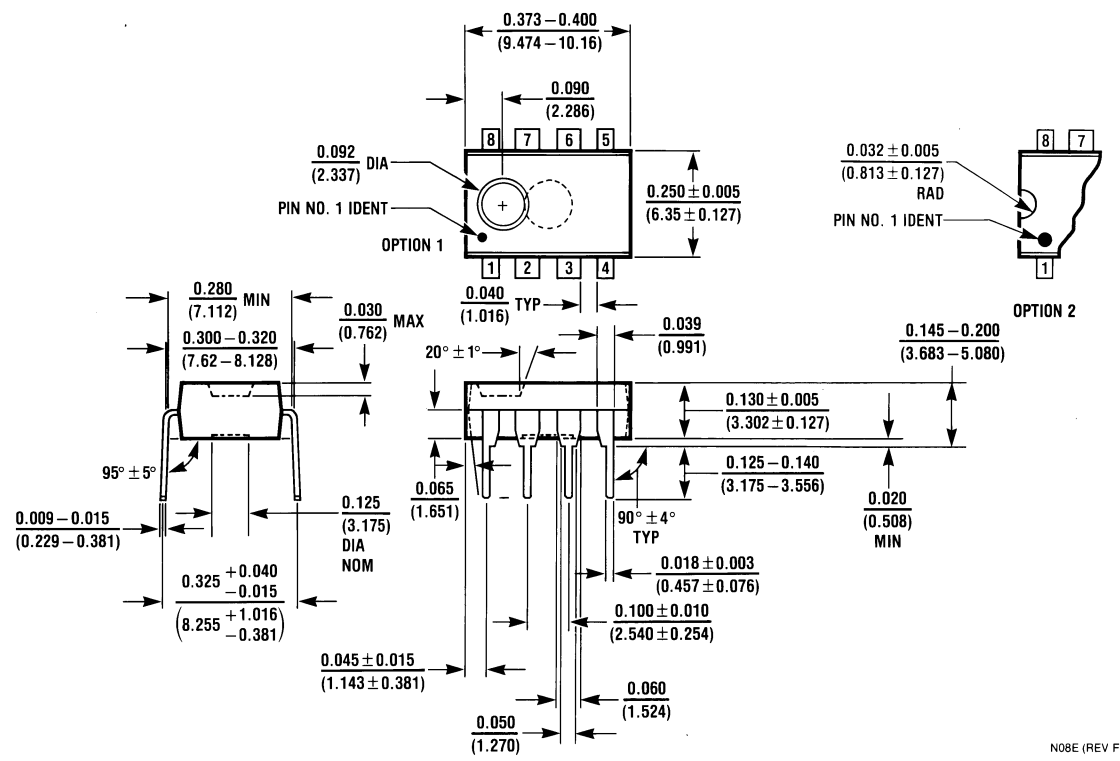 0.373 – 0.400
(9.474 – 10.16)
0.090
(2.286)
8 7 6 5
8 7
0.092 DIA
(2.337)
PIN NO. 1 IDENT
OPTION 1
0.250 ± 0.005
(6.35 ± 0.127)
0.032 ± 0.005
(0.813 ± 0.127)
RAD
PIN NO. 1 IDENT
1 2 3 4
1
OPTION 2
0.280 MIN
(7.112)
0.030 MAX
(0.762)
0.040 TYP
(1.016)
0.300 – 0.320
(7.62 – 8.128)
20° ± 1°
0.039
(0.991)
0.145 – 0.200
(3.683 – 5.080)
0.130 ± 0.005
(3.302 ± 0.127)
95° ± 5°
0.065
(1.651)
0.125 – 0.140
(3.175 – 3.556)
90° ± 4°
TYP
0.020
(0.508)
MIN
0.009 – 0.015
(0.229 – 0.381)
0.125
(3.175)
DIA
NOM
0.018 ± 0.003
(0.457 ± 0.076)
0.325 +0.040
−0.015
(8.255 +1.016
−0.381)
0.100 ± 0.010
(2.540 ± 0.254)
0.045 ± 0.015
(1.143 ± 0.381)
0.060
(1.524)
0.050
(1.270)
N08E (REV F